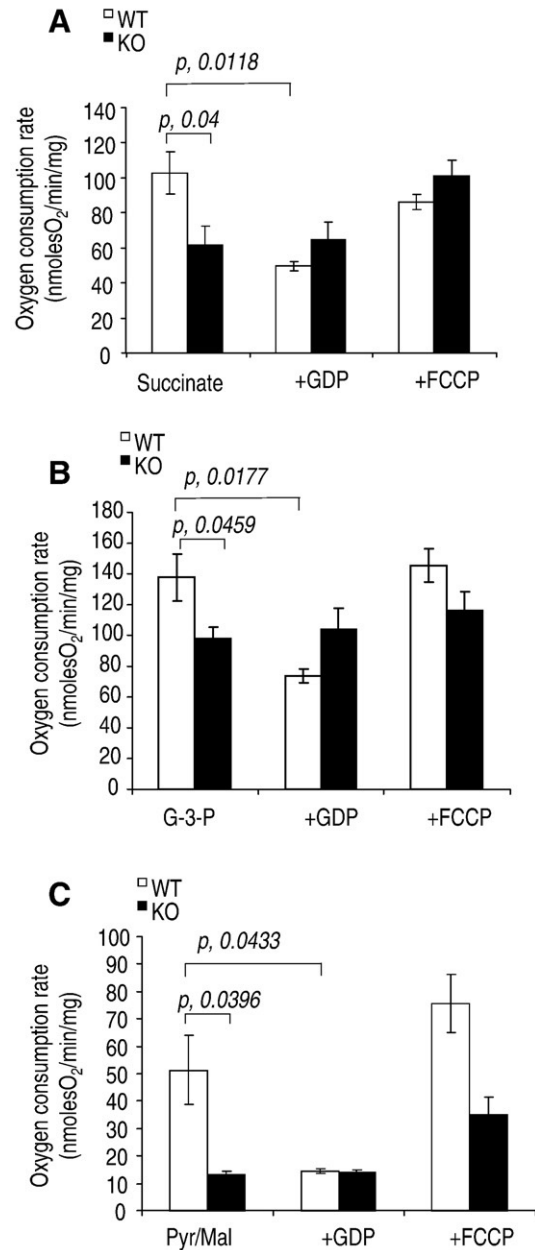 A
WT
KO
p, 0.0118
p, 0.04
Oxygen consumption rate
(nmolesO₂/min/mg)
140
120
100
80
60
40
20
0
Succinate +GDP +FCCP
B
WT
KO
p, 0.0177
p, 0.0459
Oxygen consumption rate
(nmolesO₂/min/mg)
180
160
140
120
100
80
60
40
20
0
G-3-P +GDP +FCCP
C
WT
KO
p, 0.0433
p, 0.0396
Oxygen consumption rate
(nmolesO₂/min/mg)
100
90
80
70
60
50
40
30
20
10
0
Pyr/Mal +GDP +FCCP